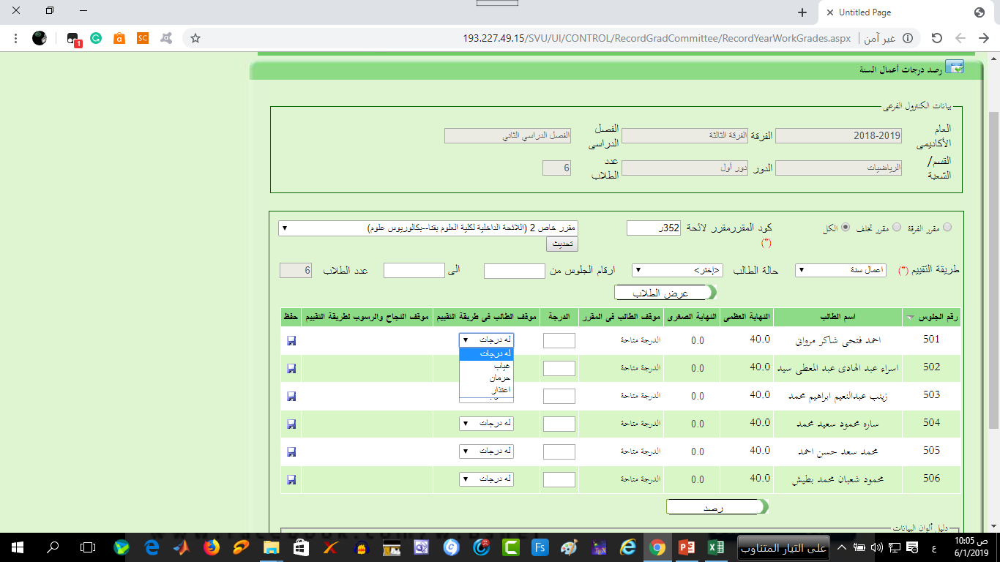 Untitled Page
193.227.49.15/SVU/UI/CONTROL/RecordGradCommittee/RecordYearWorkGrades.aspx
غير آمن
رصد درجات أعمال السنة
بيانات الكنترول الفرعى
العام الأكاديمى 2018-2019 الفرقة الفرقة الثالثة الفصل الدراسى الفصل الدراسي الثاني
القسم/ الشعبة الرياضيات الدور دور أول عدد الطلاب 6
مقرر الفرقة مقرر تخلف الكل كود المقررمقرر لائحة (*) 352ر مقرر خاص 2 (اللائحة الداخلية لكلية العلوم بقنا--بكالوريوس علوم)
تحديث
طريقة التقييم (*) اعمال سنة حالة الطالب <إختر> ارقام الجلوس من الى عدد الطلاب 6
عرض الطلاب
رقم الجلوس اسم الطالب النهاية العظمى النهاية الصغرى موقف الطالب فى المقرر الدرجة موقف الطالب فى طريقة التقييم موقف النجاح والرسوب لطريقة التقييم حفظ
501 احمد فتحى شاكر مرواني 40.0 0.0 الدرجة متاحة له درجات
له درجات
غياب
حرمان
اعتذار
502 اسراء عبد الهادى عبد المعطى سيد 40.0 0.0 الدرجة متاحة
503 زينب عبدالنعيم ابراهيم محمد 40.0 0.0 الدرجة متاحة
504 ساره محمود سعيد محمد 40.0 0.0 الدرجة متاحة له درجات
505 محمد سعد حسن احمد 40.0 0.0 الدرجة متاحة له درجات
506 محمود شعبان محمد بطيش 40.0 0.0 الدرجة متاحة له درجات
رصد
دليل ألوان البيانات
على التيار المتناوب
ع
10:05 ص
6/1/2019